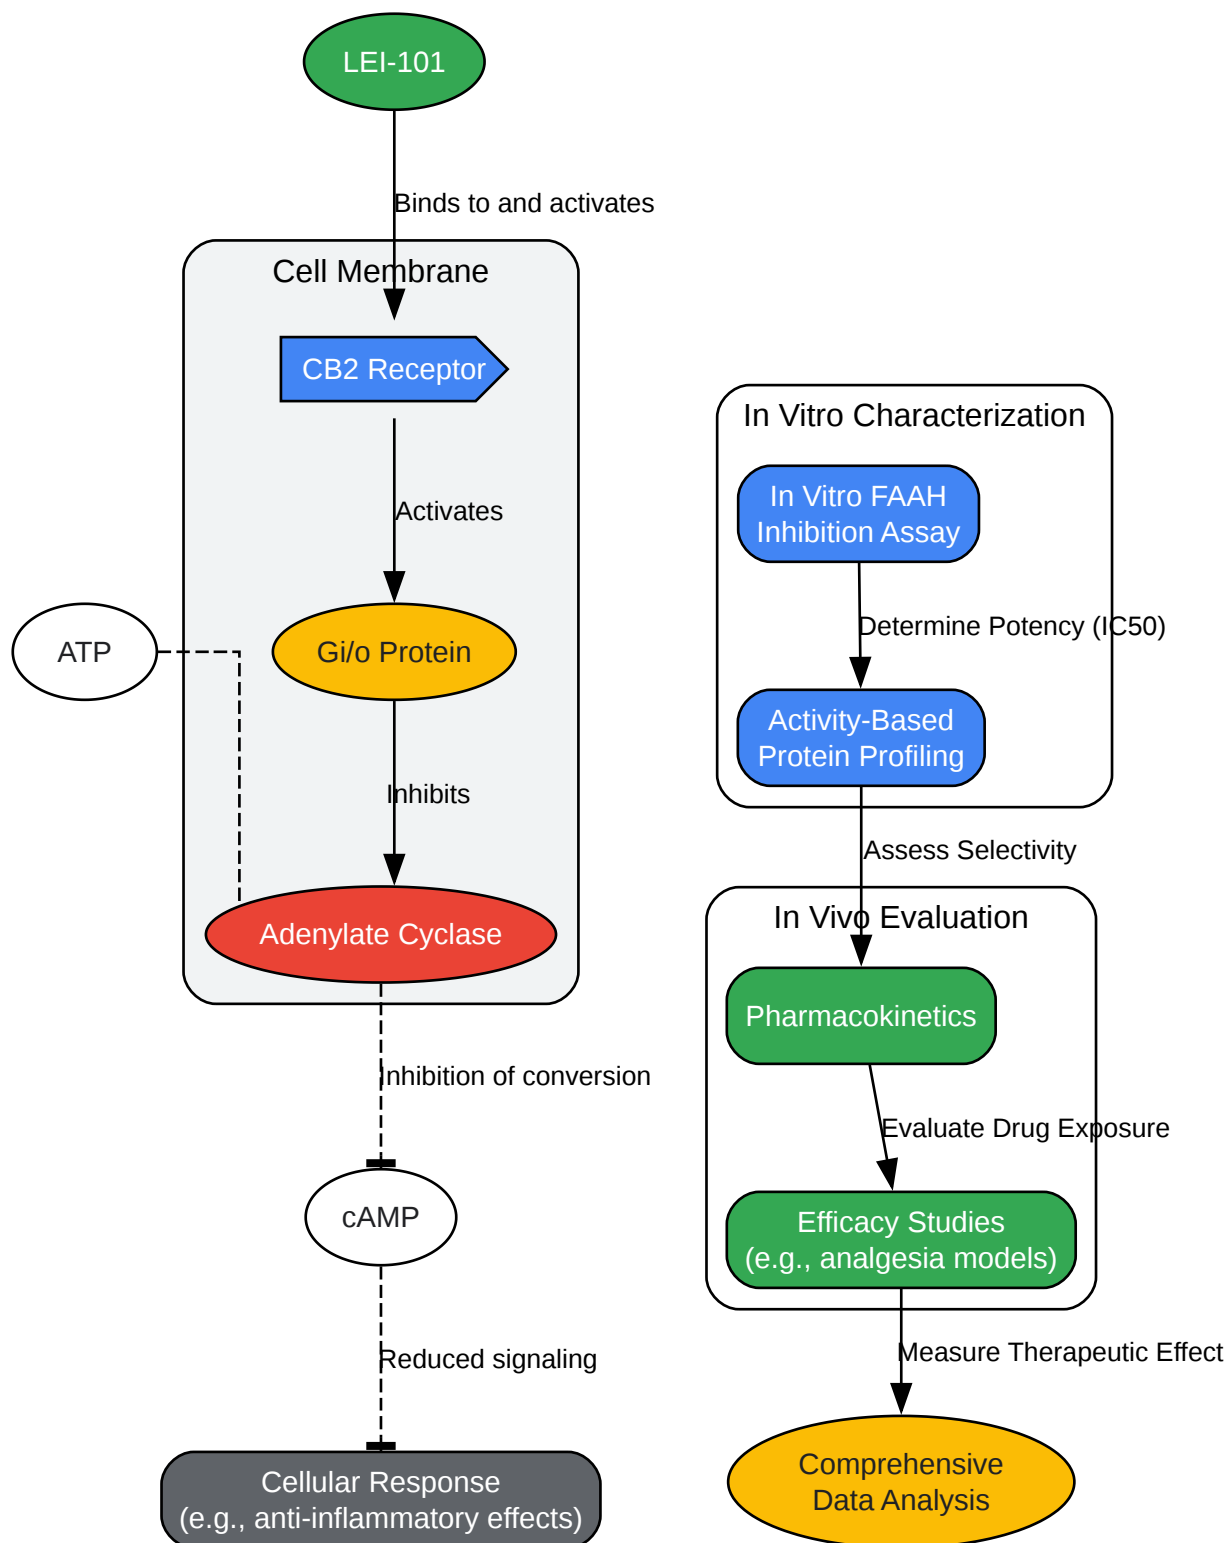 LEI-101
Binds to and activates
Cell Membrane
CB2 Receptor
Activates
ATP
Gi/o Protein
Inhibits
Adenylate Cyclase
Inhibition of conversion
cAMP
Reduced signaling
Cellular Response
(e.g., anti-inflammatory effects)
In Vitro Characterization
In Vitro FAAH
Inhibition Assay
Determine Potency (IC50)
Activity-Based
Protein Profiling
Assess Selectivity
In Vivo Evaluation
Pharmacokinetics
Evaluate Drug Exposure
Efficacy Studies
(e.g., analgesia models)
Measure Therapeutic Effect
Comprehensive
Data Analysis